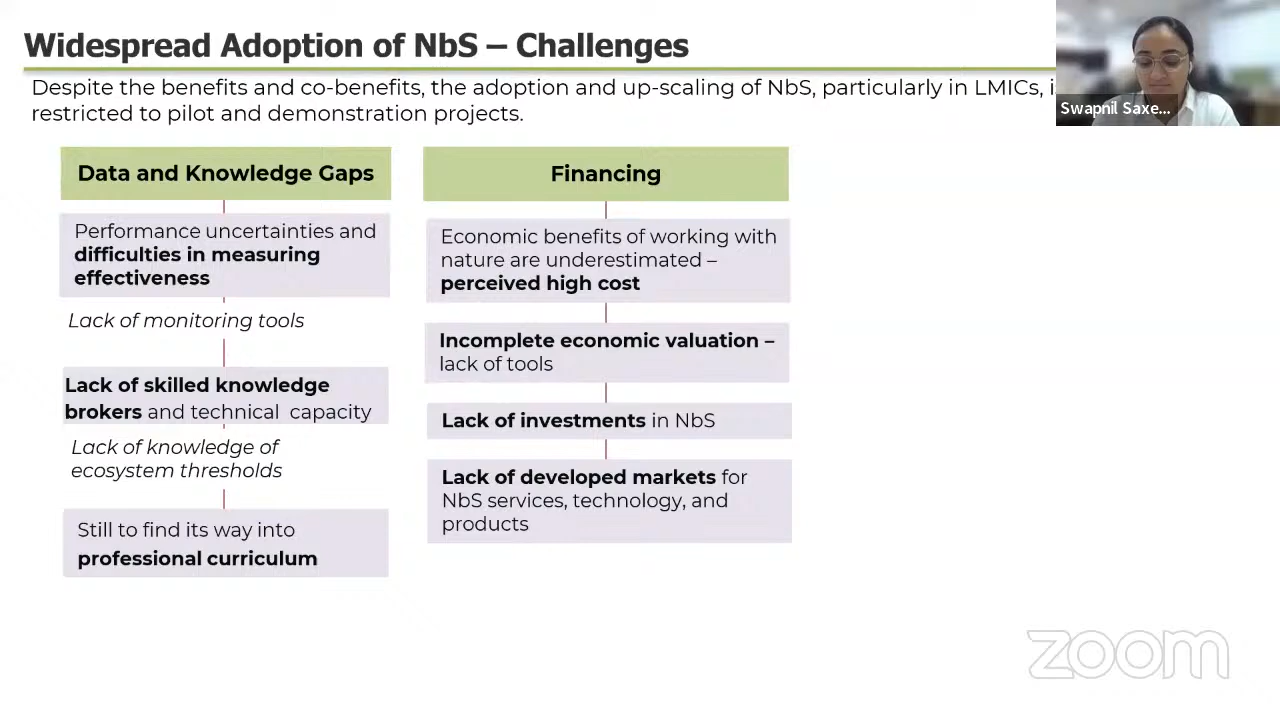 Widespread Adoption of NbS – Challenges
Despite the benefits and co-benefits, the adoption and up-scaling of NbS, particularly in LMICs,
restricted to pilot and demonstration projects.
Swapnil Saxe...
Data and Knowledge Gaps
Performance uncertainties and
difficulties in measuring
effectiveness
Lack of monitoring tools
Lack of skilled knowledge
brokers and technical capacity
Lack of knowledge of
ecosystem thresholds
Still to find its way into
professional curriculum
Financing
Economic benefits of working with
nature are underestimated –
perceived high cost
Incomplete economic valuation –
lack of tools
Lack of investments in NbS
Lack of developed markets for
NbS services, technology, and
products
zoom